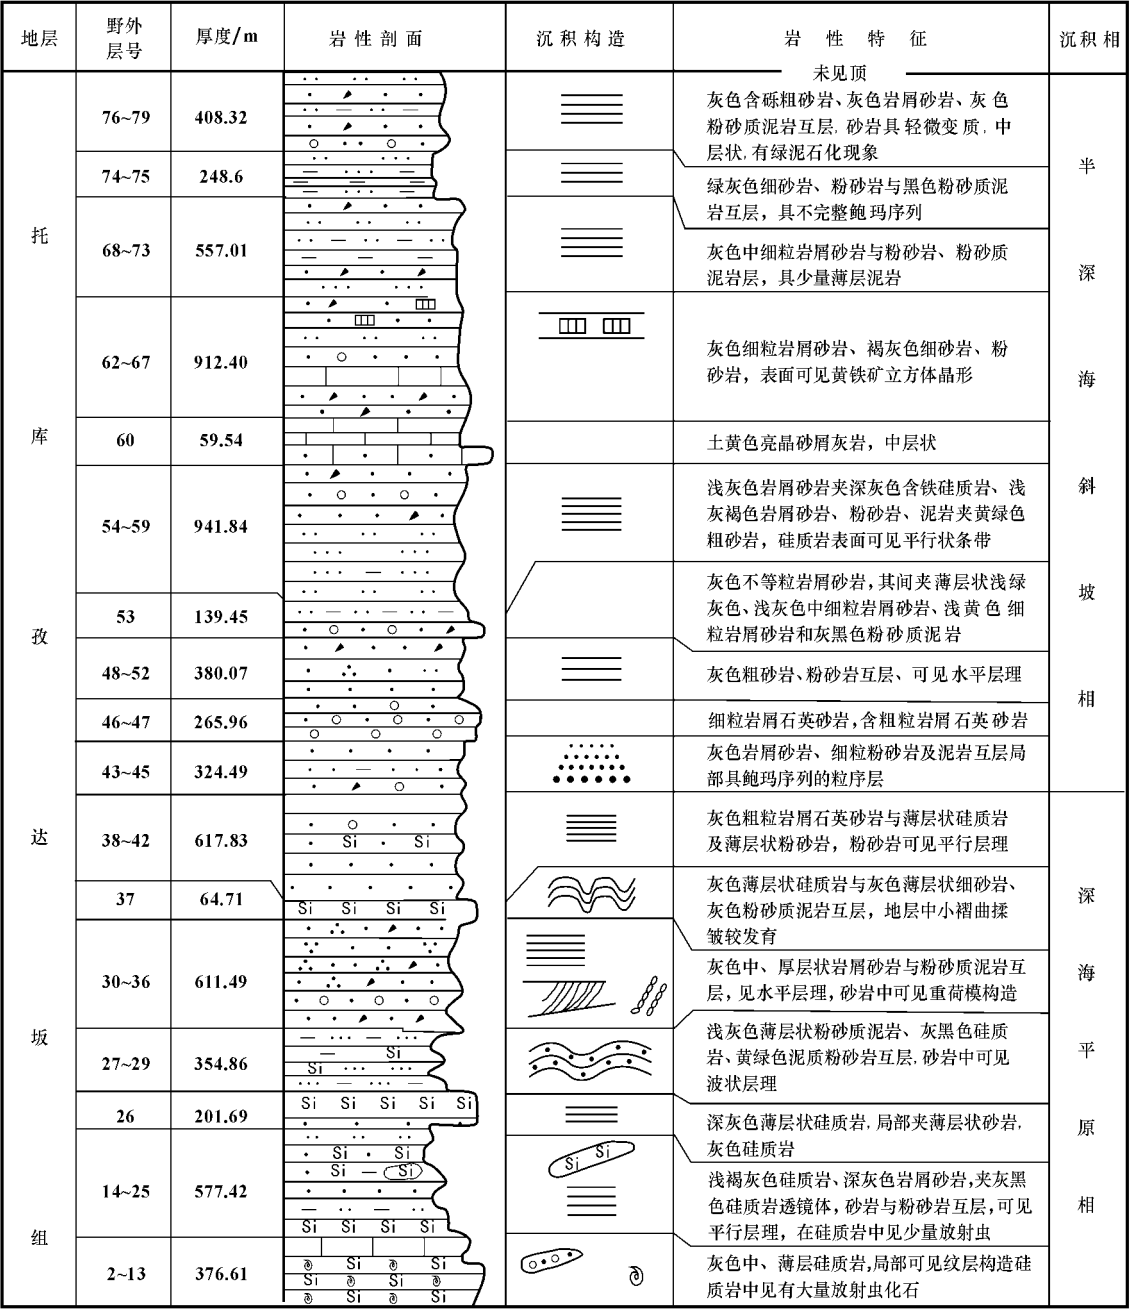 地层
野外
层号
厚度/m
岩性剖面
沉积构造
岩性特征
沉积相
未见顶
托库孜达坂组
76~79
408.32
灰色含砾粗砂岩、灰色岩屑砂岩、灰色
粉砂质泥岩互层,砂岩具轻微变质,中
层状,有绿泥石化现象
74~75
248.6
绿灰色细砂岩、粉砂岩与黑色粉砂质泥
岩互层，具不完整鲍玛序列
68~73
557.01
灰色中细粒岩屑砂岩与粉砂岩、粉砂质
泥岩层，具少量薄层泥岩
62~67
912.40
灰色细粒岩屑砂岩、褐灰色细砂岩、粉
砂岩，表面可见黄铁矿立方体晶形
60
59.54
土黄色亮晶砂屑灰岩，中层状
54~59
941.84
浅灰色岩屑砂岩夹深灰色含铁硅质岩、浅
灰褐色岩屑砂岩、粉砂岩、泥岩夹黄绿色
粗砂岩，硅质岩表面可见平行状条带
53
139.45
灰色不等粒岩屑砂岩,其间夹薄层状浅绿
灰色、浅灰色中细粒岩屑砂岩、浅黄色细
粒岩屑砂岩和灰黑色粉砂质泥岩
48~52
380.07
灰色粗砂岩、粉砂岩互层、可见水平层理
46~47
265.96
细粒岩屑石英砂岩,含粗粒岩屑石英砂岩
43~45
324.49
灰色岩屑砂岩、细粒粉砂岩及泥岩互层局
部具鲍玛序列的粒序层
半深海斜坡相
38~42
617.83
Si Si
灰色粗粒岩屑石英砂岩与薄层状硅质岩
及薄层状粉砂岩，粉砂岩可见平行层理
37
64.71
Si Si Si Si
灰色薄层状硅质岩与灰色薄层状细砂岩、
灰色粉砂质泥岩互层，地层中小褶曲揉
皱较发育
30~36
611.49
灰色中、厚层状岩屑砂岩与粉砂质泥岩互
层，见水平层理，砂岩中可见重荷模构造
27~29
354.86
Si
Si
浅灰色薄层状粉砂质泥岩、灰黑色硅质
岩、黄绿色泥质粉砂岩互层,砂岩中可见
波状层理
26
201.69
Si Si Si Si Si
深灰色薄层状硅质岩,局部夹薄层状砂岩,
灰色硅质岩
14~25
577.42
Si Si
Si Si
Si Si Si Si
Si Si
浅褐灰色硅质岩、深灰色岩屑砂岩,夹灰黑
色硅质岩透镜体，砂岩与粉砂岩互层,可见
平行层理，在硅质岩中见少量放射虫
2~13
376.61
Si Si
Si Si
Si Si
灰色中、薄层硅质岩,局部可见纹层构造硅
质岩中见有大量放射虫化石
深海平原相